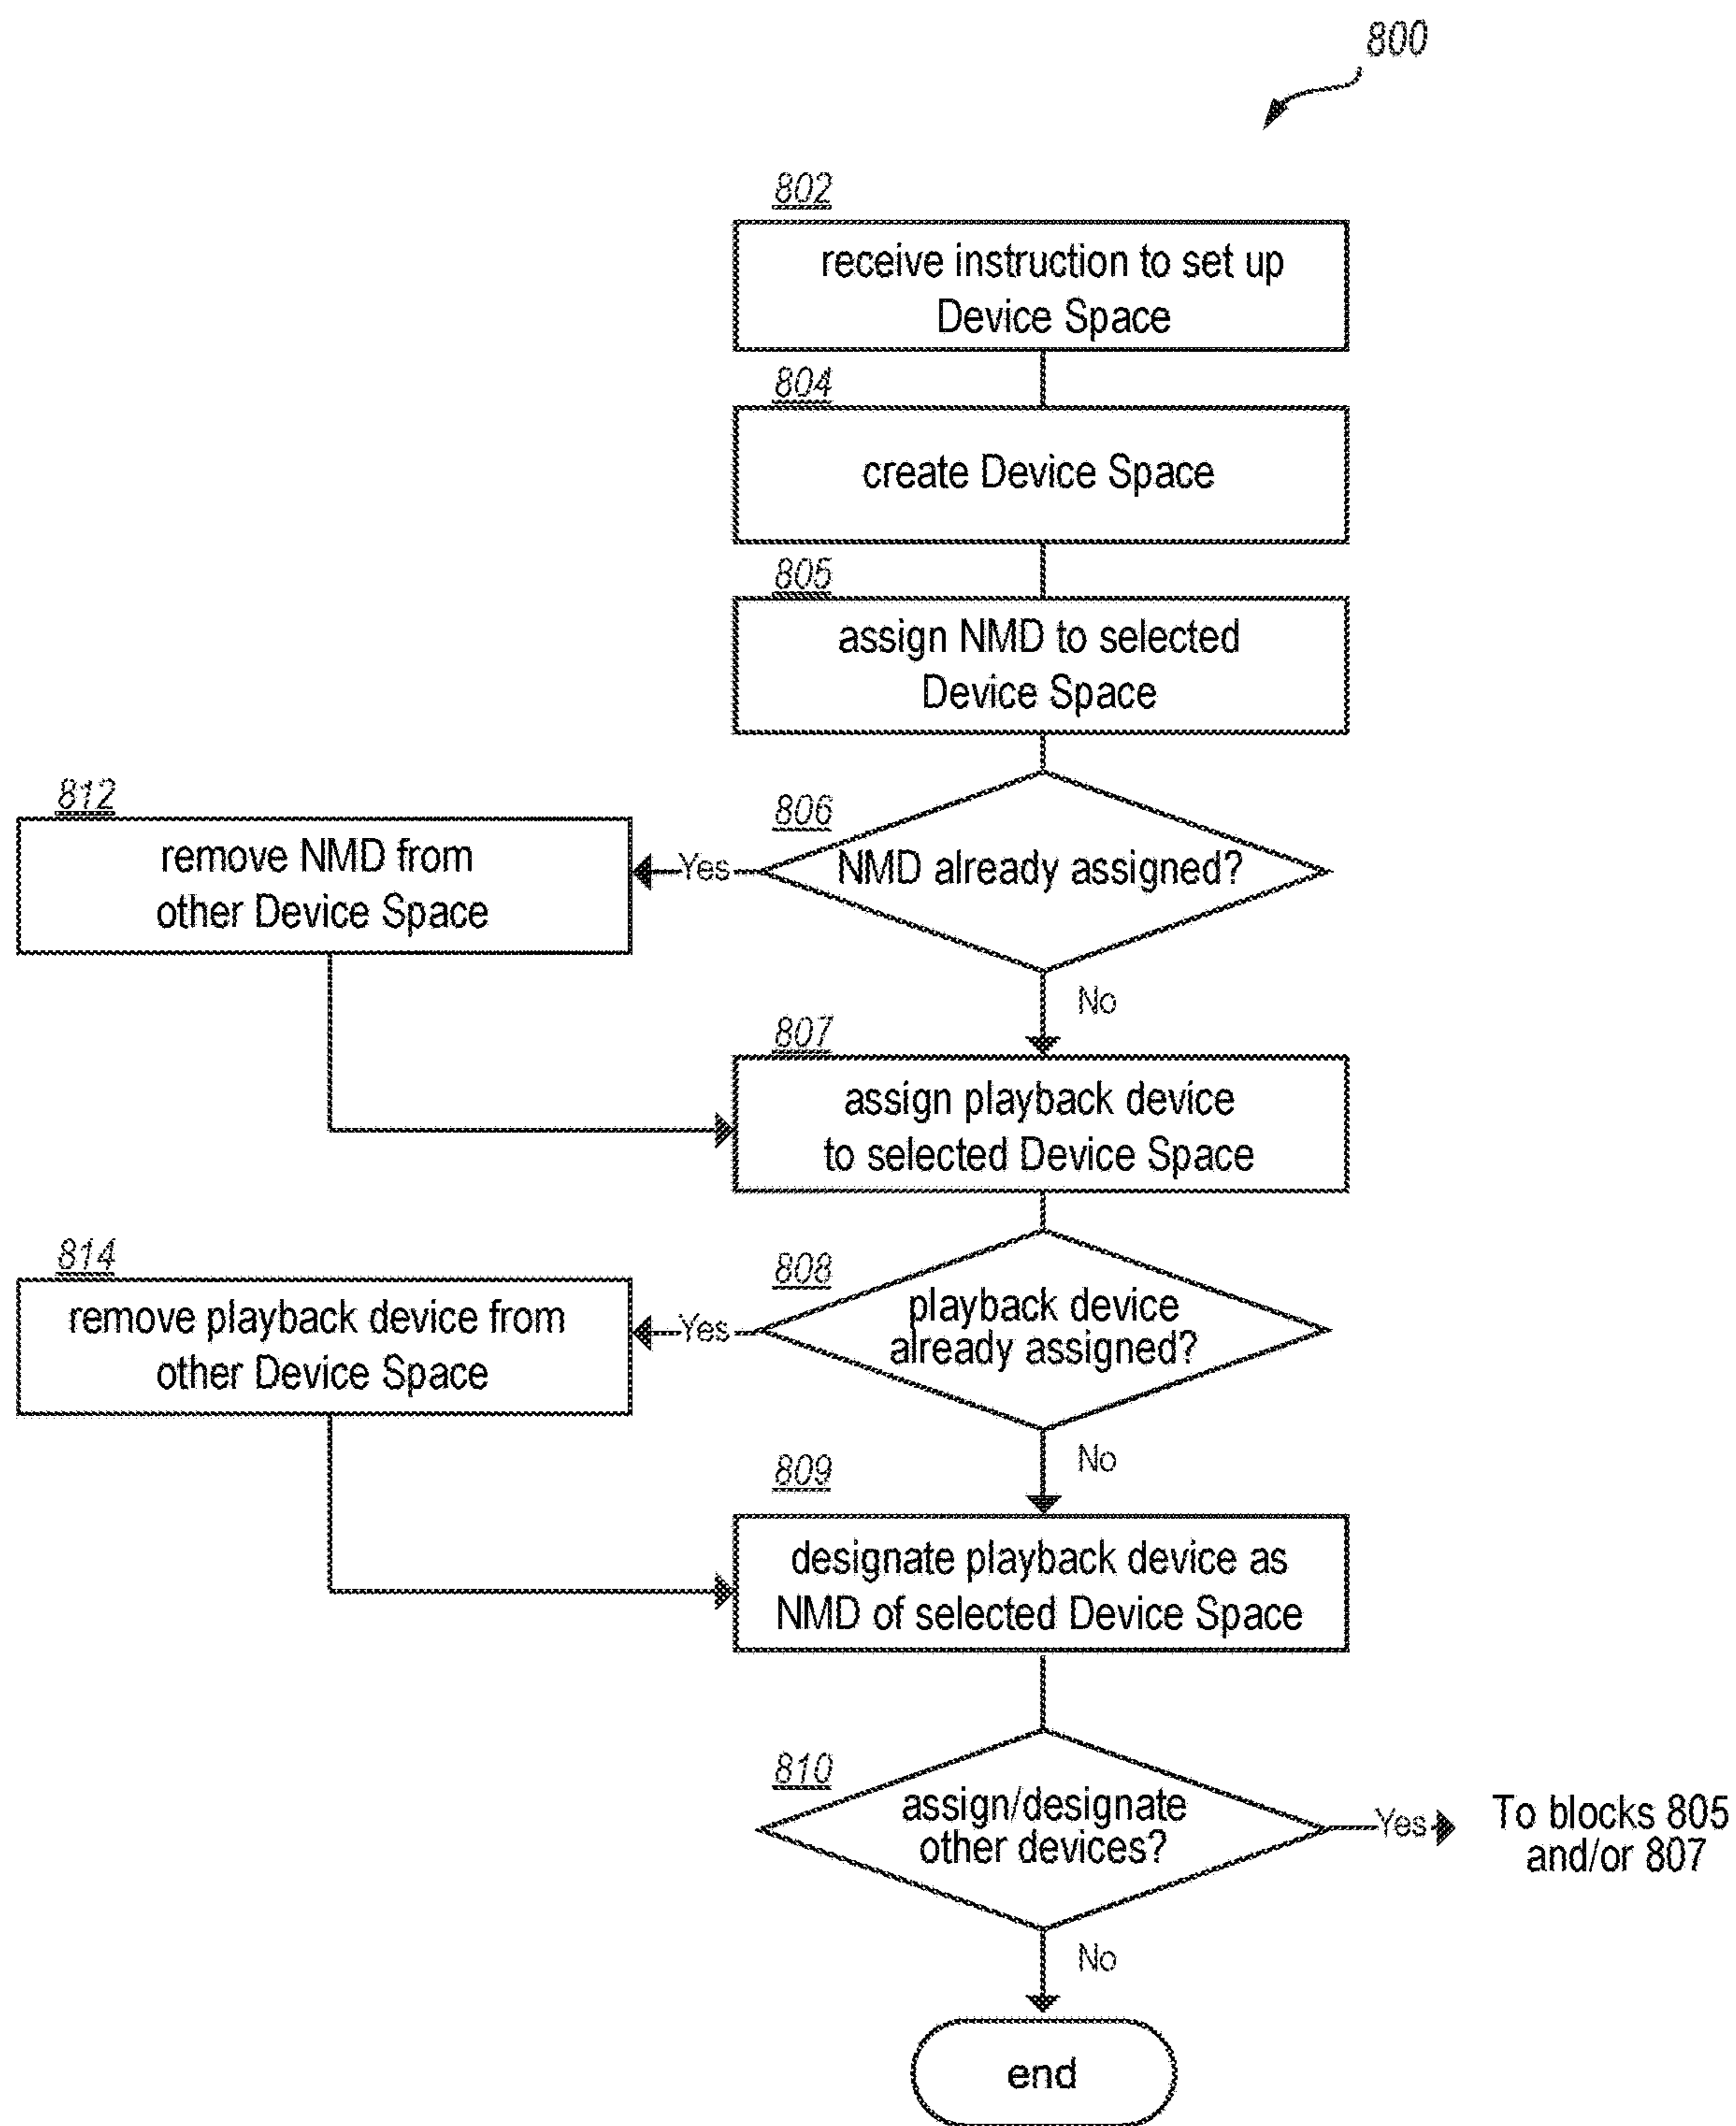 800
802
receive instruction to set up
Device Space
804
create Device Space
805
assign NMD to selected
Device Space
806
NMD already assigned?
Yes
812
remove NMD from
other Device Space
No
807
assign playback device
to selected Device Space
808
playback device
already assigned?
Yes
814
remove playback device from
other Device Space
No
809
designate playback device as
NMD of selected Device Space
810
assign/designate
other devices?
Yes
To blocks 805
and/or 807
No
end